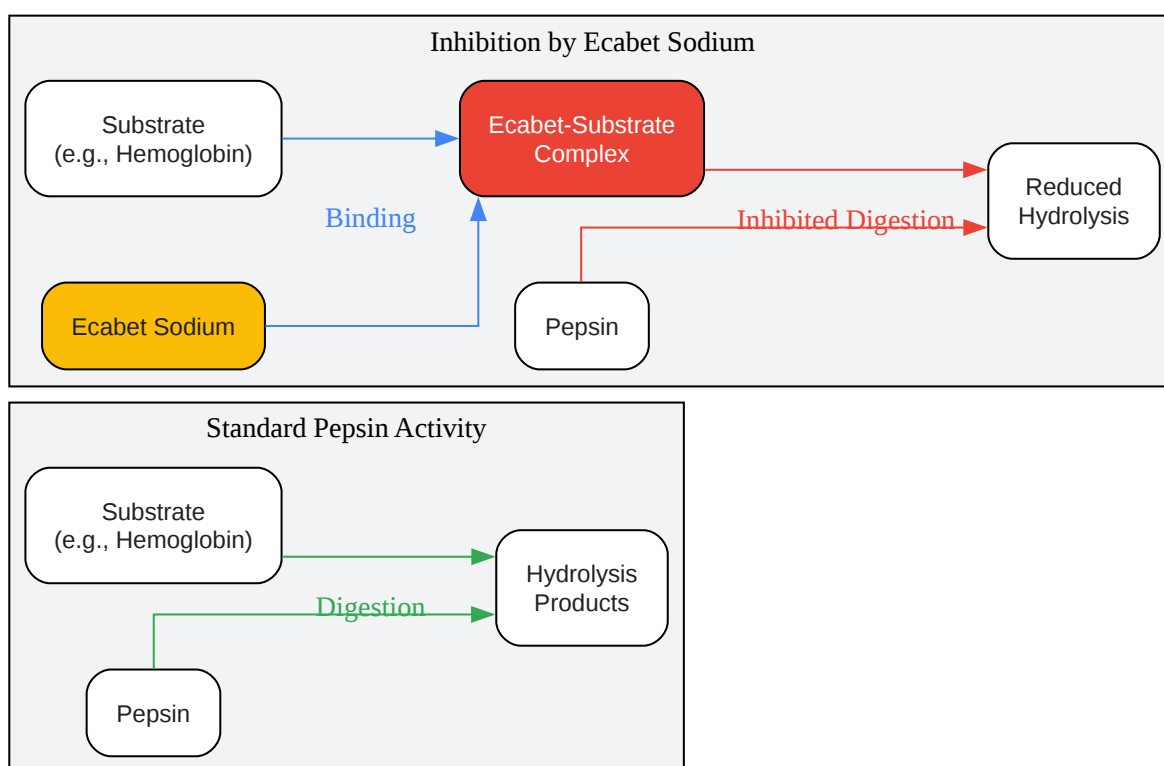 Inhibition by Ecabet Sodium
Substrate
(e.g., Hemoglobin)
Ecabet-Substrate
Complex
Reduced
Hydrolysis
Binding
Inhibited Digestion
Ecabet Sodium
Pepsin
Standard Pepsin Activity
Substrate
(e.g., Hemoglobin)
Hydrolysis
Products
Digestion
Pepsin